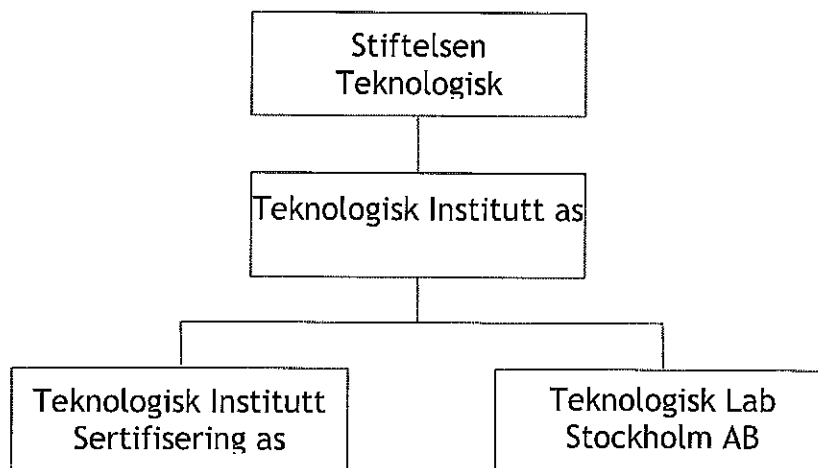 Stiftelsen
Teknologisk
Teknologisk Institutt as
Teknologisk Institutt
Sertifisering as
Teknologisk Lab
Stockholm AB